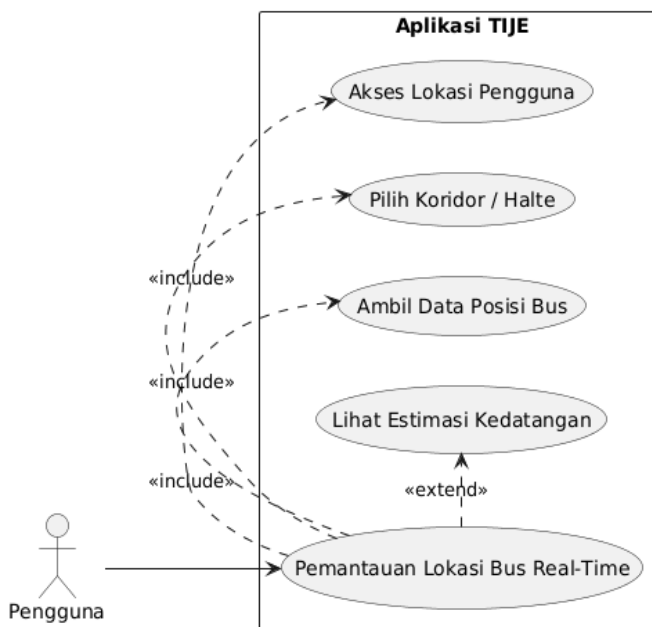 Aplikasi TIJE
Akses Lokasi Pengguna
Pilih Koridor / Halte
«include»
Ambil Data Posisi Bus
«include»
Lihat Estimasi Kedatangan
«include»
«extend»
Pemantauan Lokasi Bus Real-Time
Pengguna